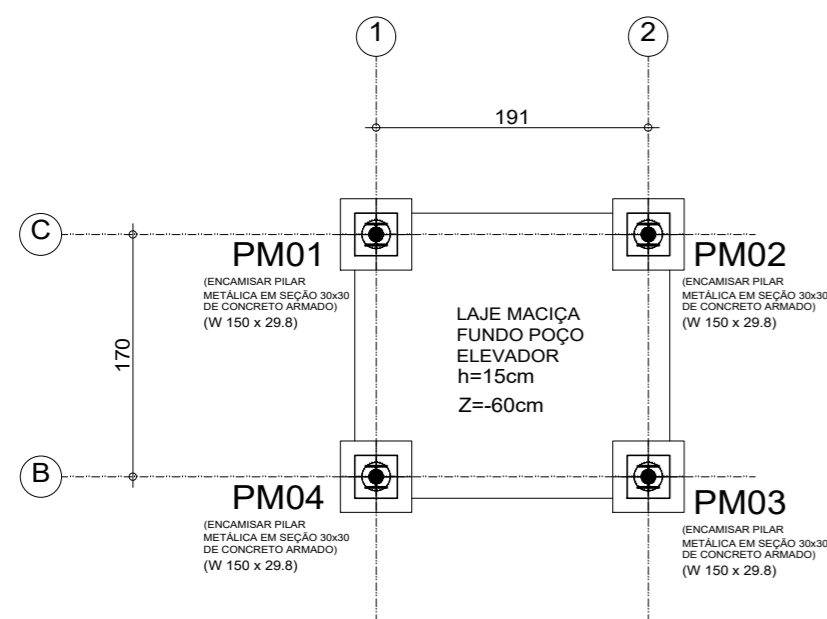 1
2
191
C
PM01
(ENCAMISAR PILAR
METÁLICA EM SEÇÃO 30x30
DE CONCRETO ARMADO)
(W 150 x 29.8)
PM02
(ENCAMISAR PILAR
METÁLICA EM SEÇÃO 30x30
DE CONCRETO ARMADO)
(W 150 x 29.8)
170
LAJE MACIÇA
FUNDO POÇO
ELEVADOR
h=15cm
Z=-60cm
B
PM04
(ENCAMISAR PILAR
METÁLICA EM SEÇÃO 30x30
DE CONCRETO ARMADO)
(W 150 x 29.8)
PM03
(ENCAMISAR PILAR
METÁLICA EM SEÇÃO 30x30
DE CONCRETO ARMADO)
(W 150 x 29.8)